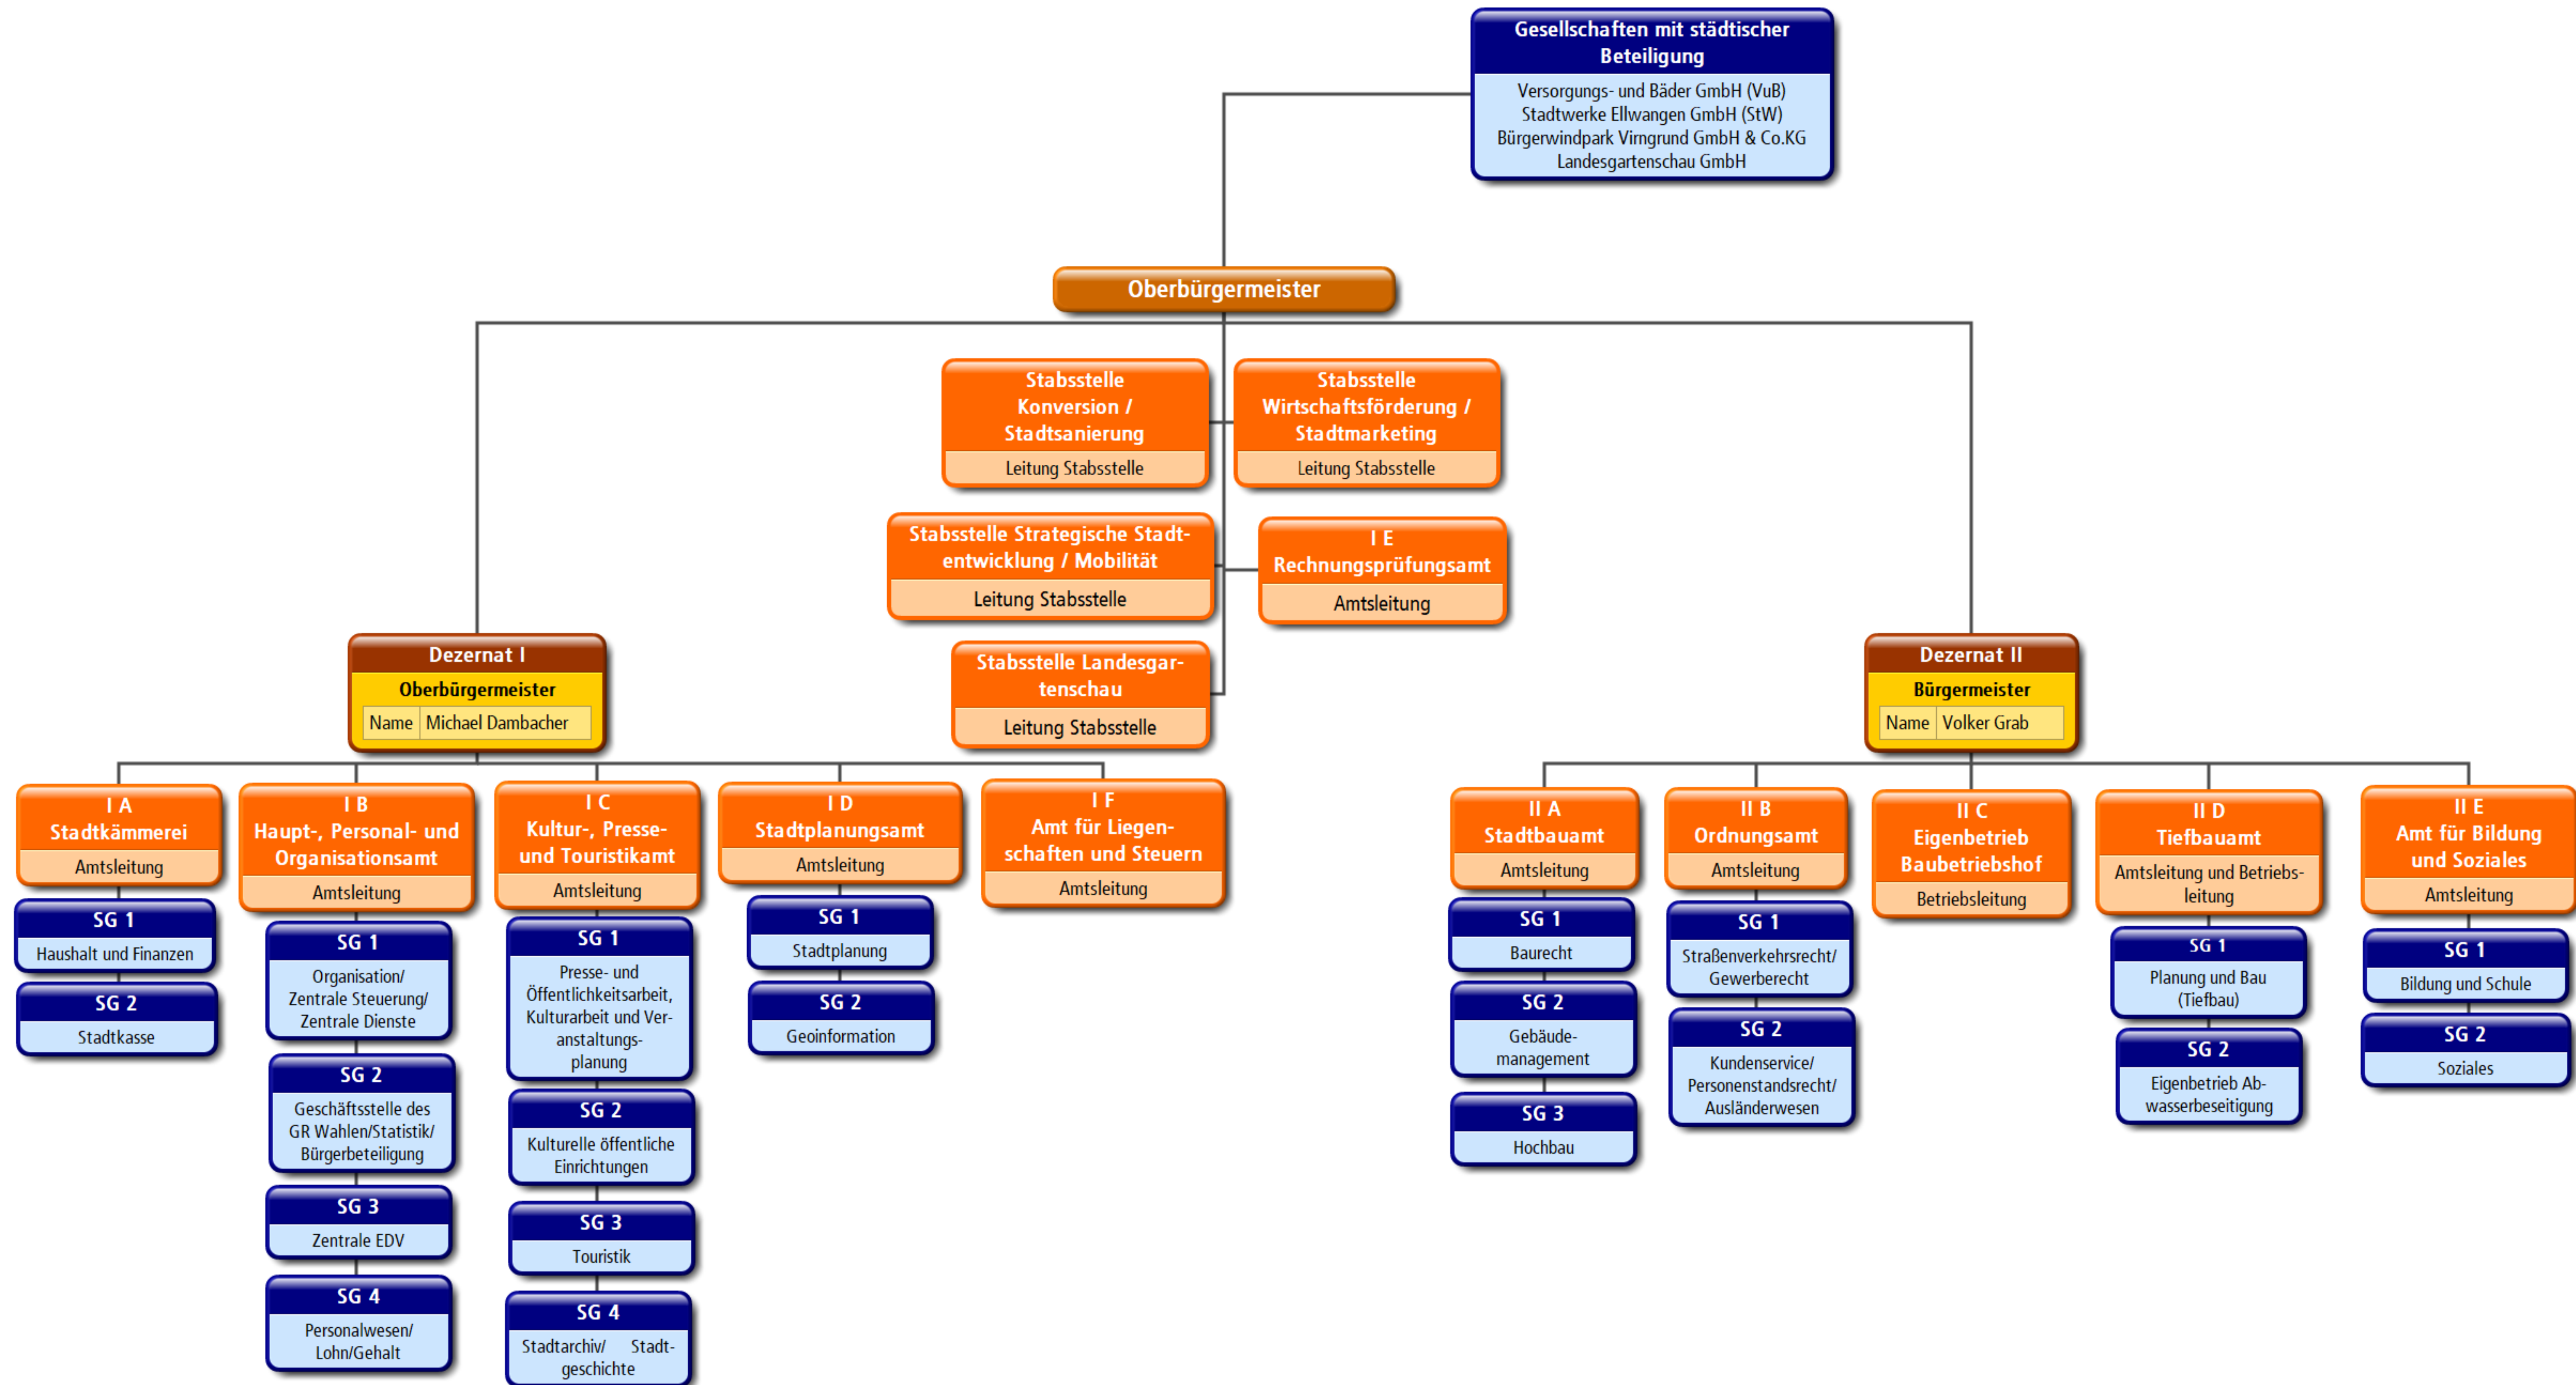 Gesellschaften mit städtischer
Beteiligung
Versorgungs- und Bäder GmbH (VuB)
Stadtwerke Ellwangen GmbH (StW)
Bürgerwindpark Virngrund GmbH & Co.KG
Landesgartenschau GmbH
Oberbürgermeister
Stabsstelle
Konversion /
Stadtsanierung
Leitung Stabsstelle
Stabsstelle
Wirtschaftsförderung /
Stadtmarketing
Leitung Stabsstelle
Stabsstelle Strategische Stadt-
entwicklung / Mobilität
Leitung Stabsstelle
I E
Rechnungsprüfungsamt
Amtsleitung
Stabsstelle Landesgar-
tenschau
Leitung Stabsstelle
Dezernat I
Oberbürgermeister
Name Michael Dambacher
Dezernat II
Bürgermeister
Name Volker Grab
I A
Stadtkämmerei
Amtsleitung
SG 1
Haushalt und Finanzen
SG 2
Stadtkasse
I B
Haupt-, Personal- und
Organisationsamt
Amtsleitung
SG 1
Organisation/
Zentrale Steuerung/
Zentrale Dienste
SG 2
Geschäftsstelle des
GR Wahlen/Statistik/
Bürgerbeteiligung
SG 3
Zentrale EDV
SG 4
Personalwesen/
Lohn/Gehalt
I C
Kultur-, Presse-
und Touristikamt
Amtsleitung
SG 1
Presse- und
Öffentlichkeitsarbeit,
Kulturarbeit und Ver-
anstaltungs-
planung
SG 2
Kulturelle öffentliche
Einrichtungen
SG 3
Touristik
SG 4
Stadtarchiv/ Stadt-
geschichte
I D
Stadtplanungsamt
Amtsleitung
SG 1
Stadtplanung
SG 2
Geoinformation
I F
Amt für Liegen-
schaften und Steuern
Amtsleitung
II A
Stadtbauamt
Amtsleitung
SG 1
Baurecht
SG 2
Gebäude-
management
SG 3
Hochbau
II B
Ordnungsamt
Amtsleitung
SG 1
Straßenverkehrsrecht/
Gewerberecht
SG 2
Kundenservice/
Personenstandsrecht/
Ausländerwesen
II C
Eigenbetrieb
Baubetriebshof
Betriebsleitung
II D
Tiefbauamt
Amtsleitung und Betriebs-
leitung
SG 1
Planung und Bau
(Tiefbau)
SG 2
Eigenbetrieb Ab-
wasserbeseitigung
II E
Amt für Bildung
und Soziales
Amtsleitung
SG 1
Bildung und Schule
SG 2
Soziales